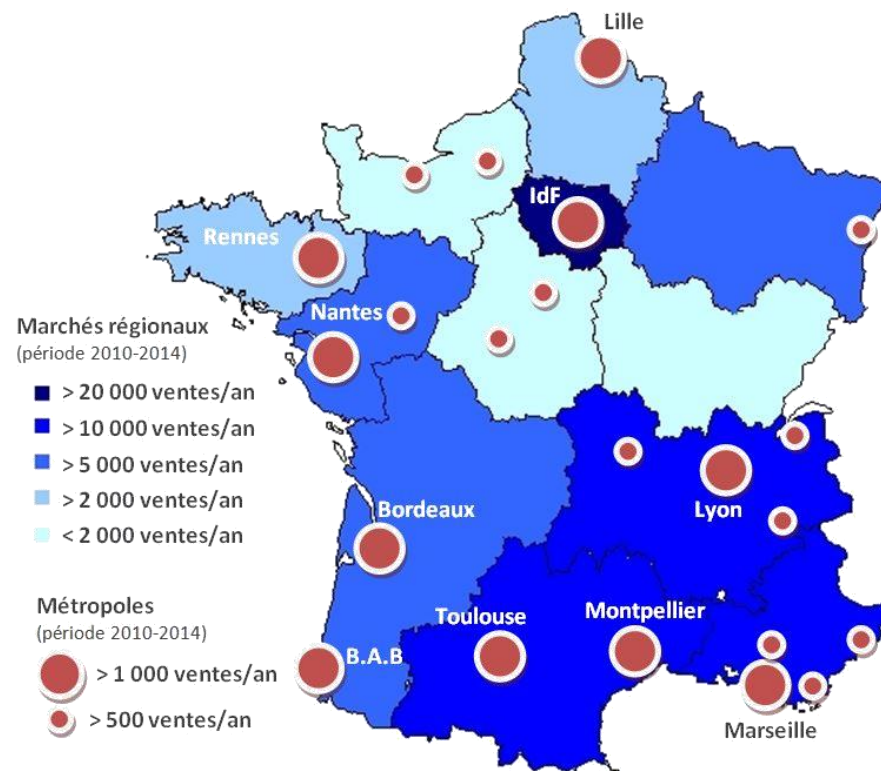 Lille
IdF
Rennes
Nantes
Marchés régionaux
(période 2010-2014)
> 20 000 ventes/an
> 10 000 ventes/an
> 5 000 ventes/an
> 2 000 ventes/an
< 2 000 ventes/an
Bordeaux
Lyon
Métropoles
(période 2010-2014)
Toulouse
Montpellier
B.A.B
> 1 000 ventes/an
> 500 ventes/an
Marseille